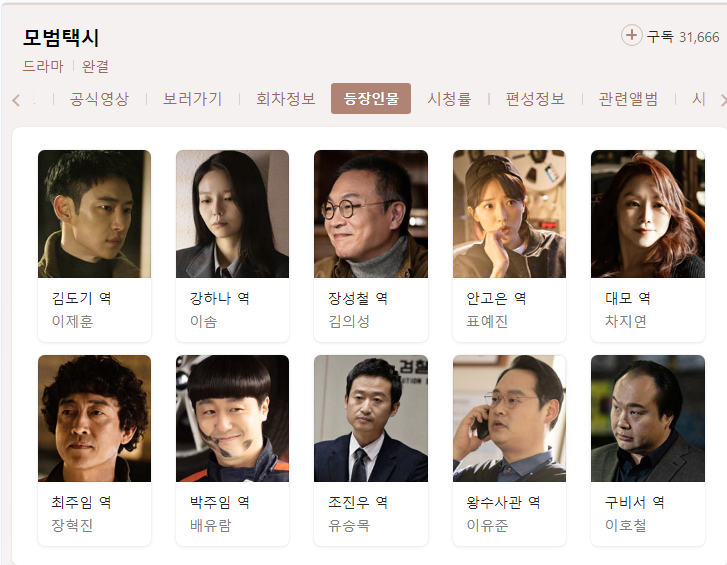 모범택시
구독 31,666
드라마 완결
공식영상 보러가기 회차정보 등장인물 시청률 편성정보 관련앨범 시
김도기 역 강하나 역 장성철 역 안고은 역 대모 역
이제훈 이솜 김의성 표예진 차지연
검찰
최주임 역 박주임 역 조진우 역 왕수사관 역 구비서 역
장혁진 배유람 유승목 이유준 이호철